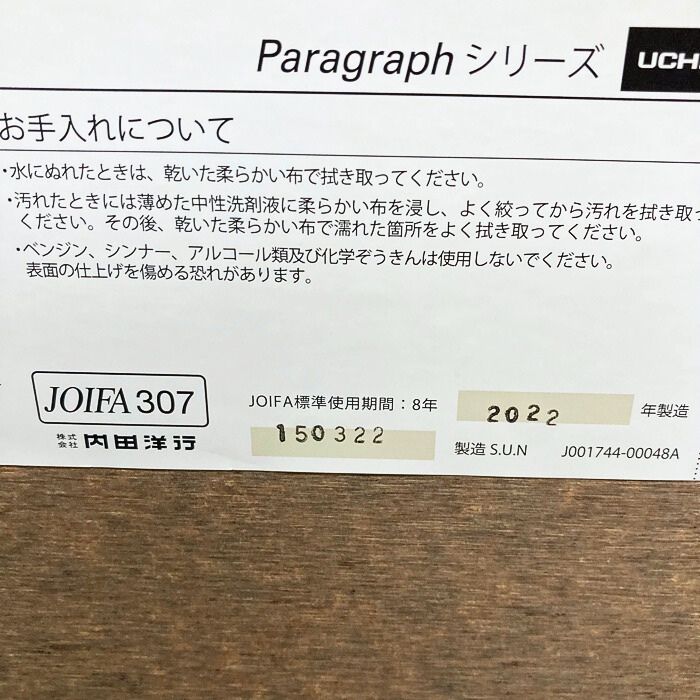 Paragraph シリーズ
UCHI
お手入れについて
・水にぬれたときは、乾いた柔らかい布で拭き取ってください。
・汚れたときには薄めた中性洗剤液に柔らかい布を浸し、よく絞ってから汚れを拭き取っ
ください。その後、乾いた柔らかい布で濡れた箇所をよく拭き取ってください。
・ベンジン、シンナー、アルコール類及び化学ぞうきんは使用しないでください。
表面の仕上げを傷める恐れがあります。
JOIFA 307
JOIFA標準使用期間：8年
2022 年製造
株式会社 内田洋行
150322
製造 S.U.N
J001744-00048A